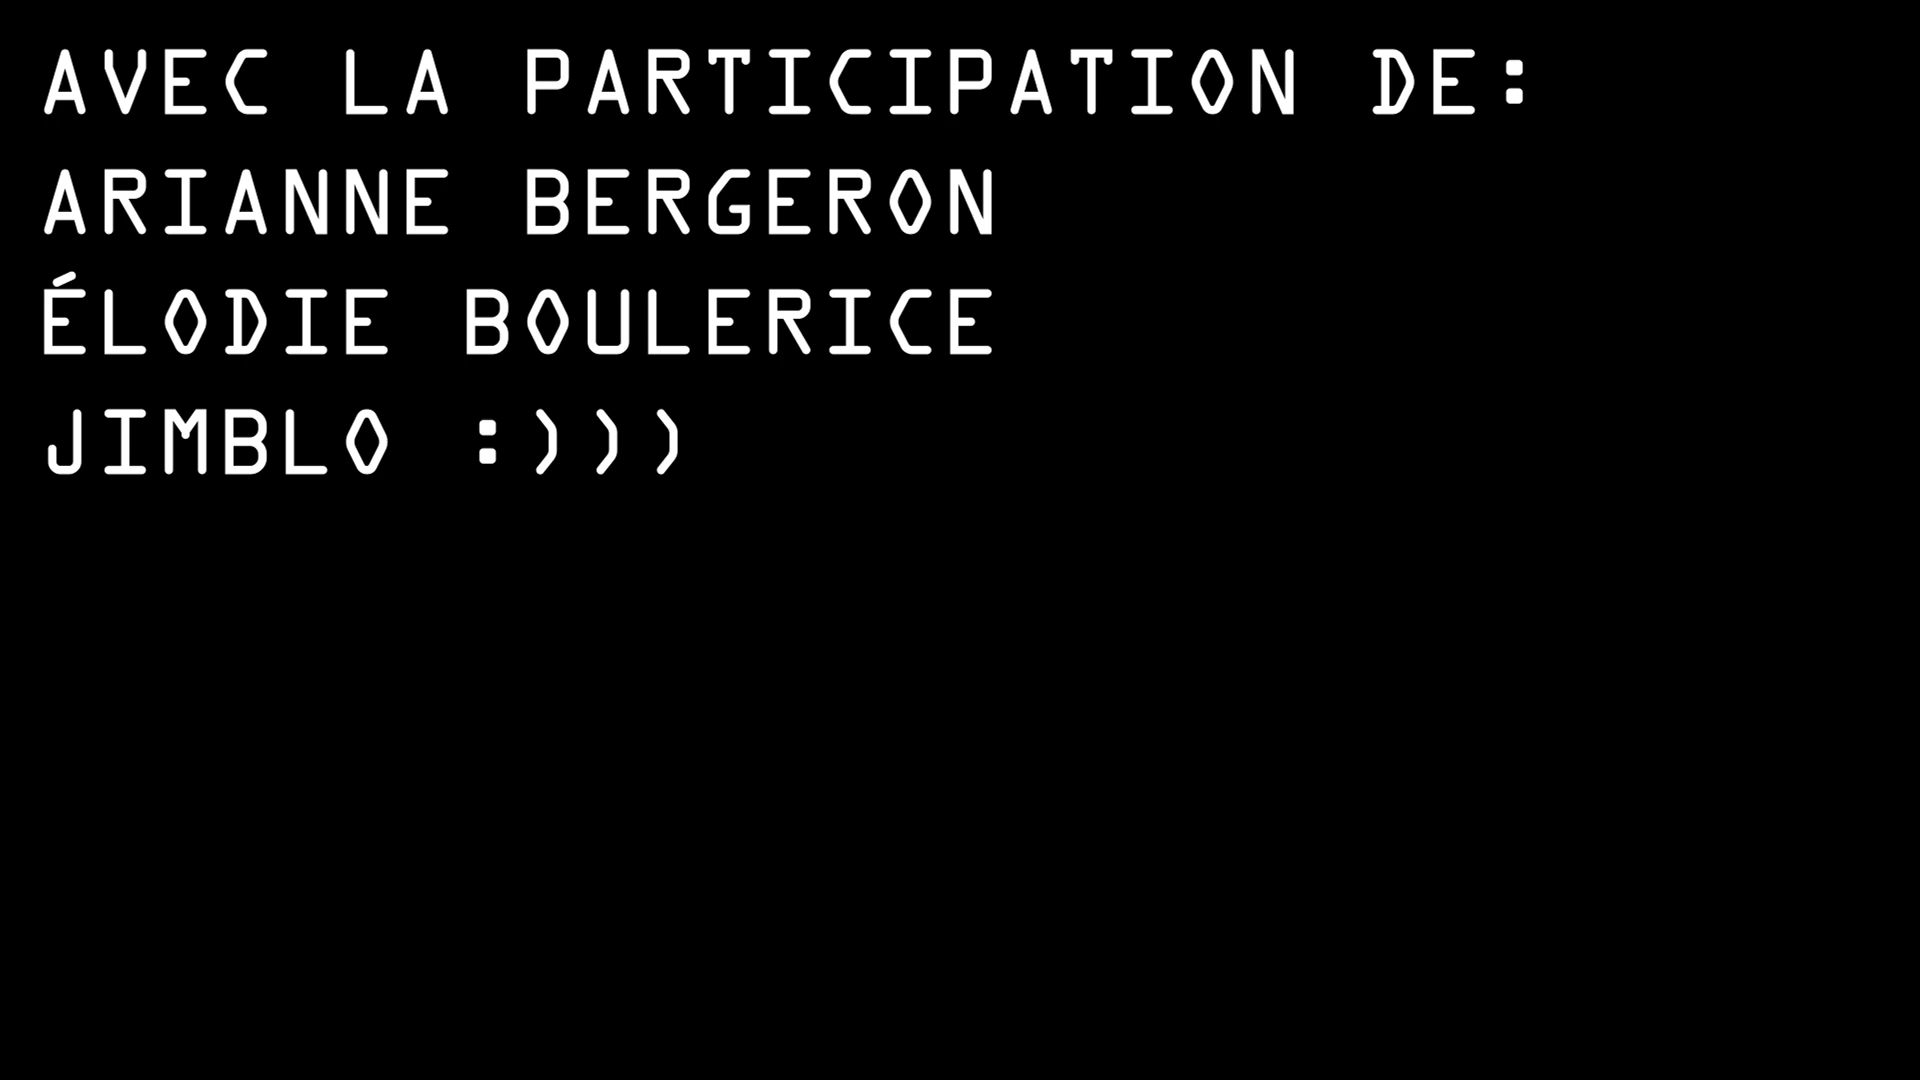 AVEC LA PARTICIPATION DE:
ARIANNE BERGERON
ÉLODIE BOULERICE
JIMBLO :)))